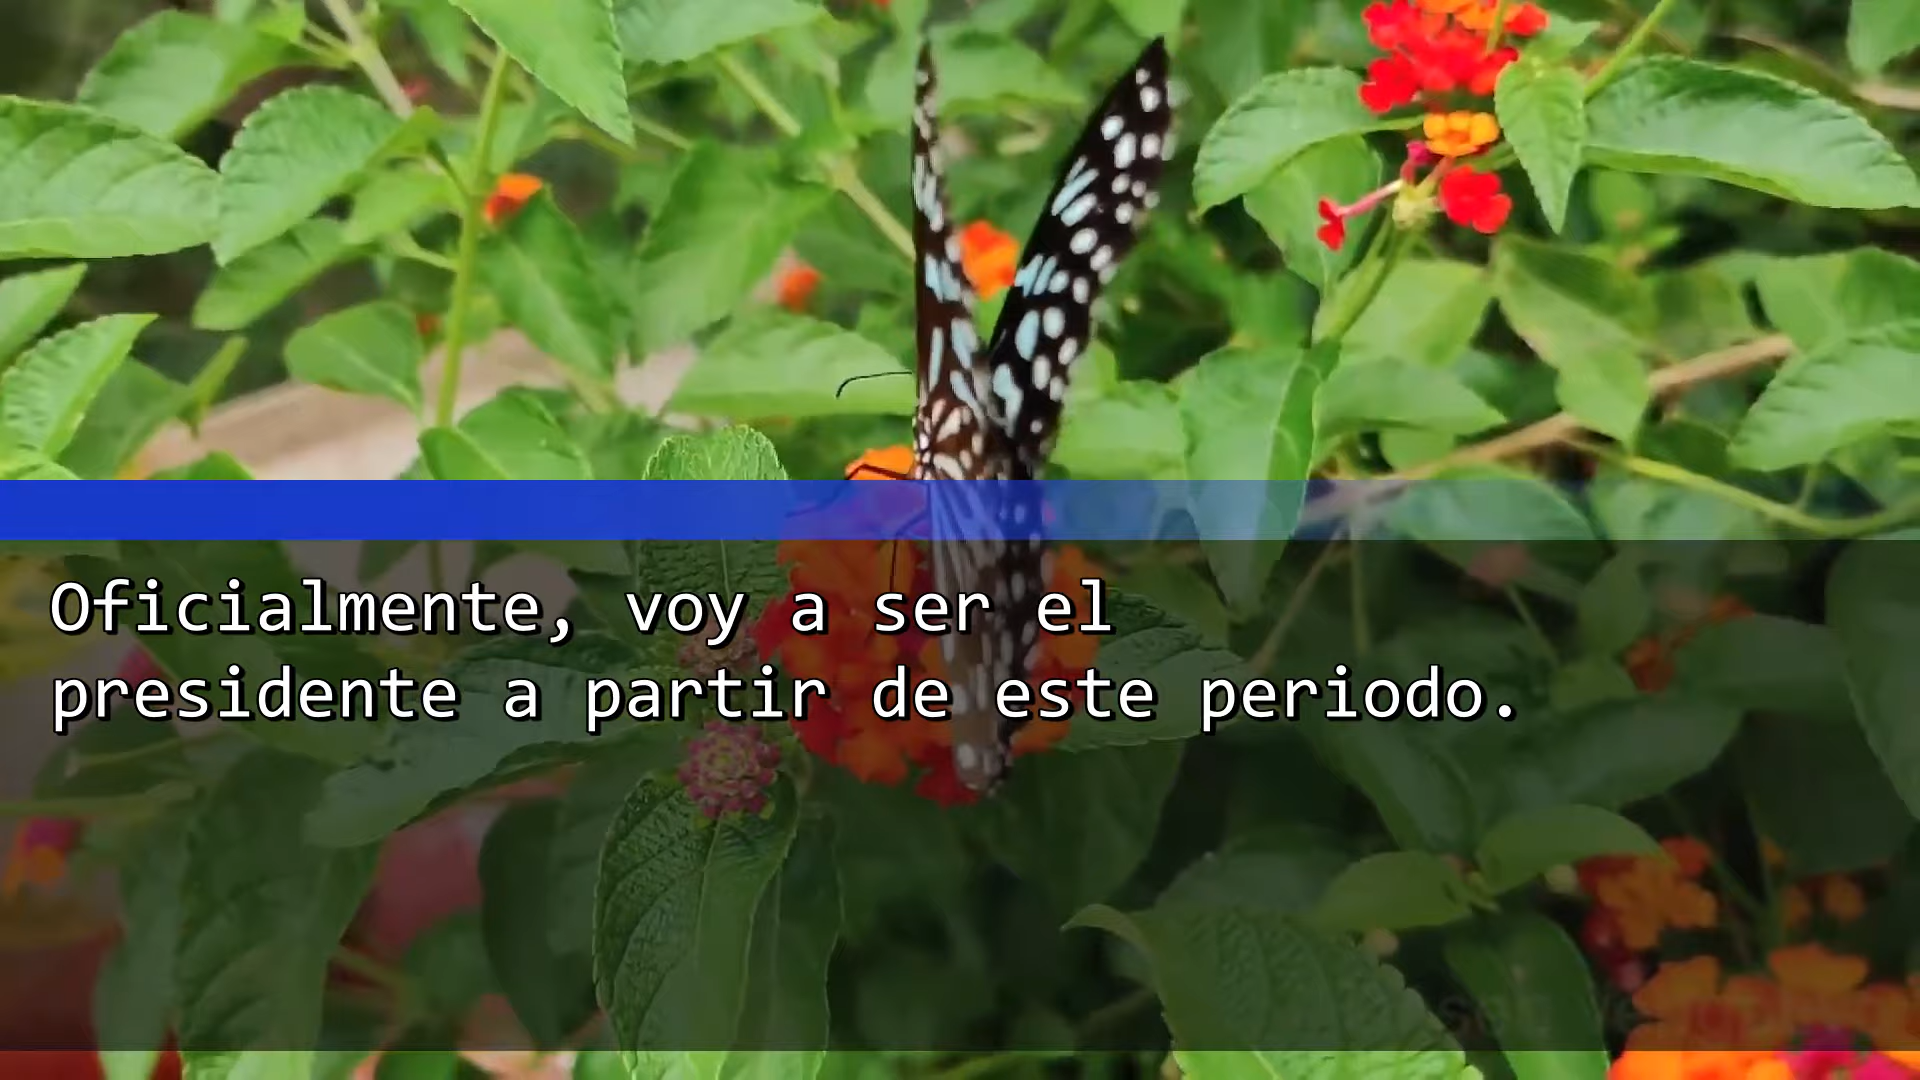 Oficialmente, voy a ser el
presidente a partir de este periodo.